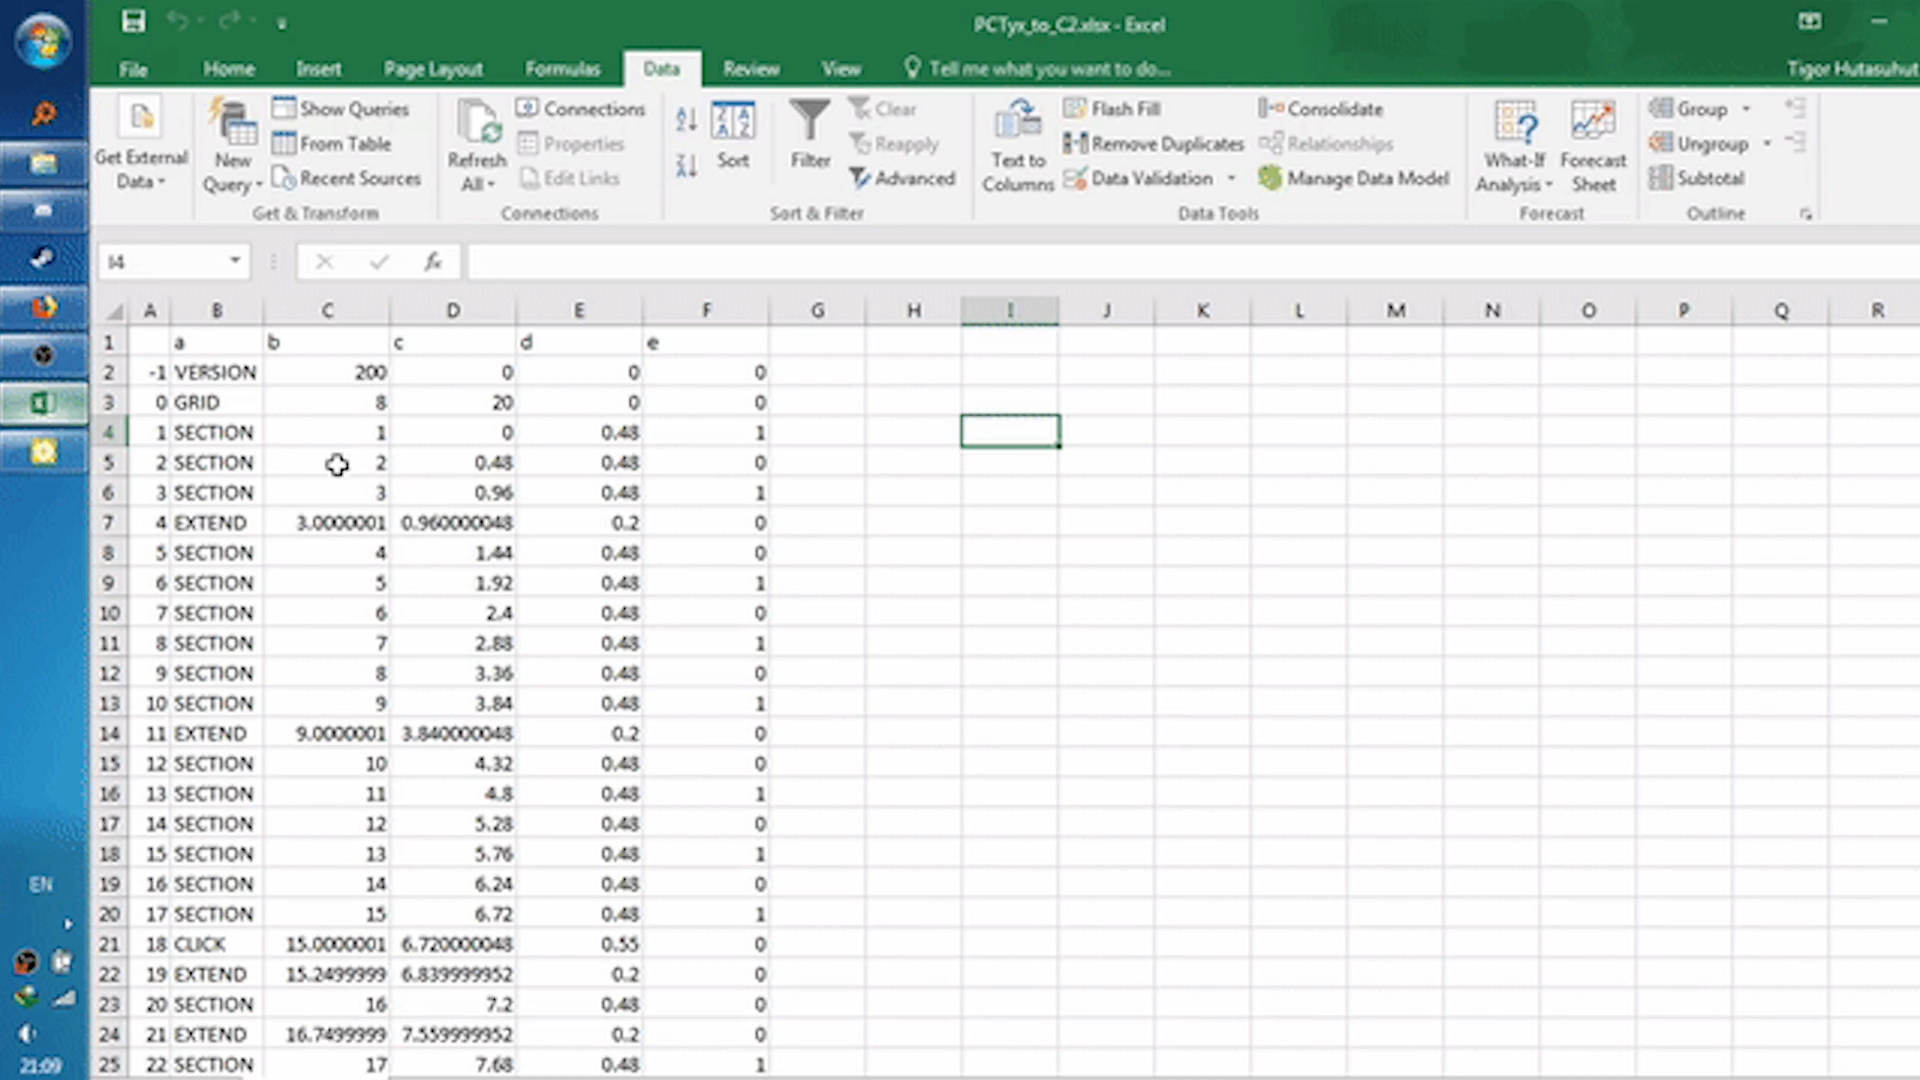 PCTyx_to_C2.xlsx - Excel
File Home Insert Page Layout Formulas Data Review View Tell me what you want to do... Tigor Hutasuhut
Get External Data
New Query
Show Queries
From Table
Recent Sources
Get & Transform
Refresh All
Connections
Properties
Edit Links
Connections
Sort
Filter
Clear
Reapply
Advanced
Sort & Filter
Text to Columns
Flash Fill
Remove Duplicates
Data Validation
Consolidate
Relationships
Manage Data Model
Data Tools
What-If Analysis
Forecast Sheet
Forecast
Group
Ungroup
Subtotal
Outline
I4 fx
A B C D E F G H I J K L M N O P Q R
1 a b c d e
2 -1 VERSION 200 0 0 0
3 0 GRID 8 20 0 0
4 1 SECTION 1 0 0.48 1
5 2 SECTION 2 0.48 0.48 0
6 3 SECTION 3 0.96 0.48 1
7 4 EXTEND 3.0000001 0.960000048 0.2 0
8 5 SECTION 4 1.44 0.48 0
9 6 SECTION 5 1.92 0.48 1
10 7 SECTION 6 2.4 0.48 0
11 8 SECTION 7 2.88 0.48 1
12 9 SECTION 8 3.36 0.48 0
13 10 SECTION 9 3.84 0.48 1
14 11 EXTEND 9.0000001 3.840000048 0.2 0
15 12 SECTION 10 4.32 0.48 0
16 13 SECTION 11 4.8 0.48 1
17 14 SECTION 12 5.28 0.48 0
18 15 SECTION 13 5.76 0.48 1
19 16 SECTION 14 6.24 0.48 0
20 17 SECTION 15 6.72 0.48 1
21 18 CLICK 15.0000001 6.720000048 0.55 0
22 19 EXTEND 15.2499999 6.839999952 0.2 0
23 20 SECTION 16 7.2 0.48 0
24 21 EXTEND 16.7499999 7.559999952 0.2 0
25 22 SECTION 17 7.68 0.48 1
EN
21:09